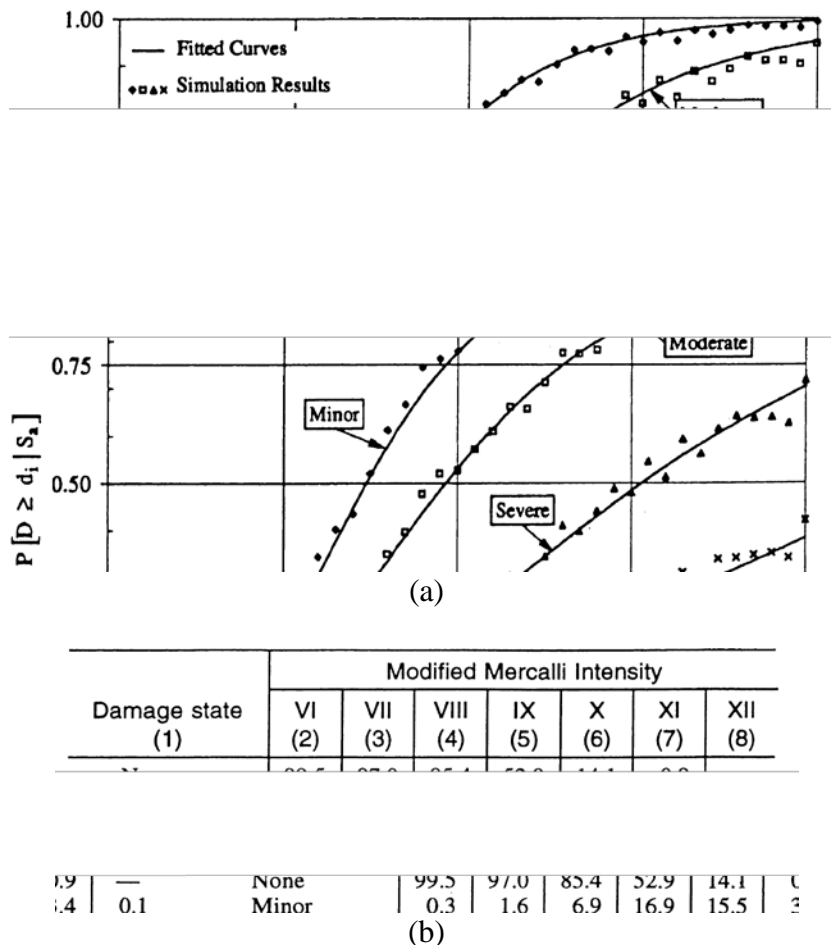 1.00
Fitted Curves
Simulation Results
Moderate
0.75
Minor
P[D ≥ di | Sa]
0.50
Severe
(a)
Modified Mercalli Intensity
Damage state VI VII VIII IX X XI XII
(1) (2) (3) (4) (5) (6) (7) (8)
— None 99.5 97.0 85.4 52.9 14.1
0.1 Minor 0.3 1.6 6.9 16.9 15.5
(b)